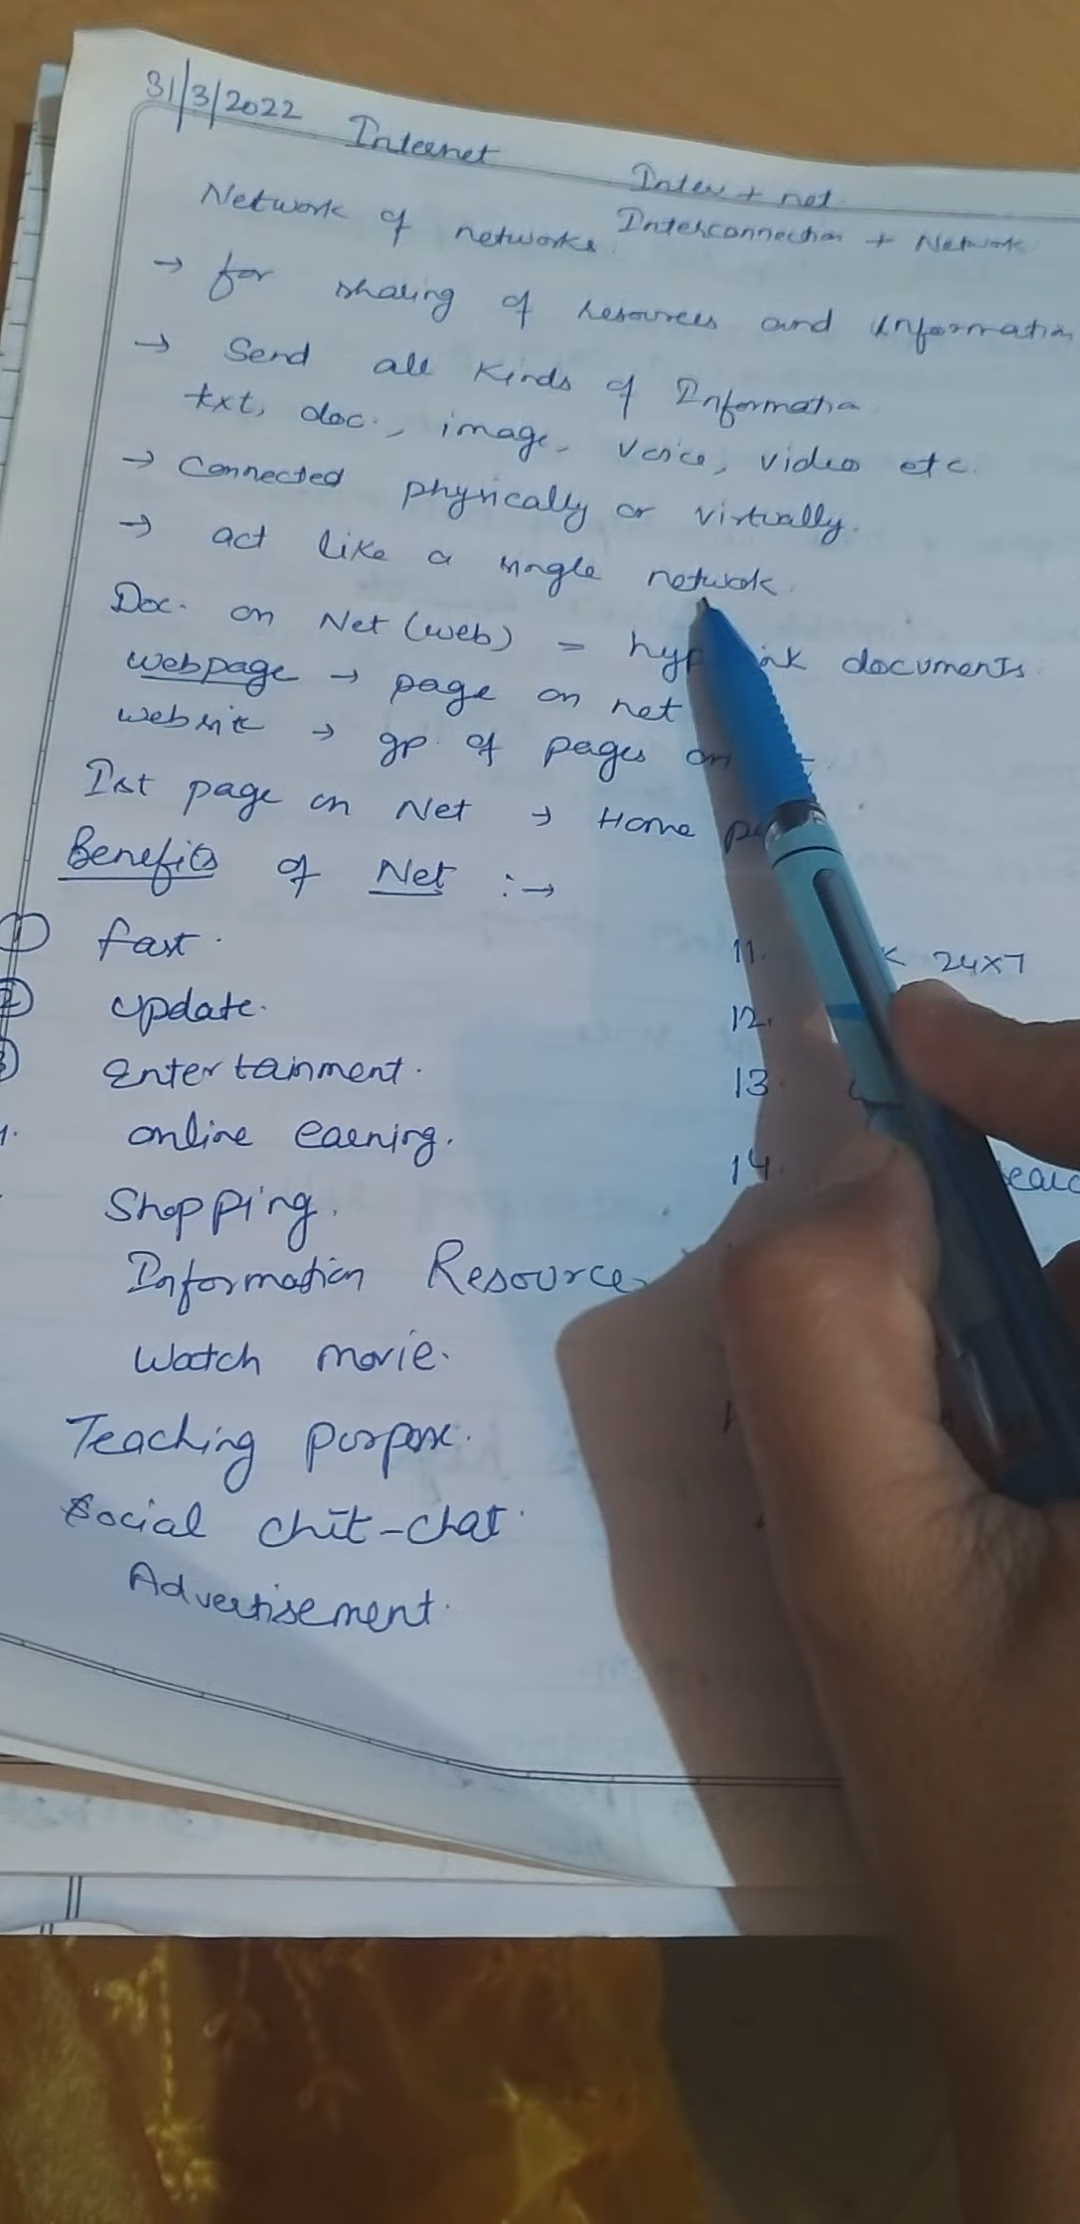 31/3/2022 Internet
Inter + net
Network of networks Interconnection + Network
→ for sharing of resources and information
→ Send all kinds of Information
txt, doc., image, voice, video etc.
→ Connected physically or virtually.
→ act like a single network.
Doc. on Net (web) = documents
webpage → page on net
website → gp. of pages on
Ist page on Net → Home
Benefits of Net :→
① fast.
② update.
Entertainment.
online earning.
Shopping.
Information Resource
Watch movie.
Teaching purpose.
Social chit-chat.
Advertisement.
11. 24x7
12.
13.
14.